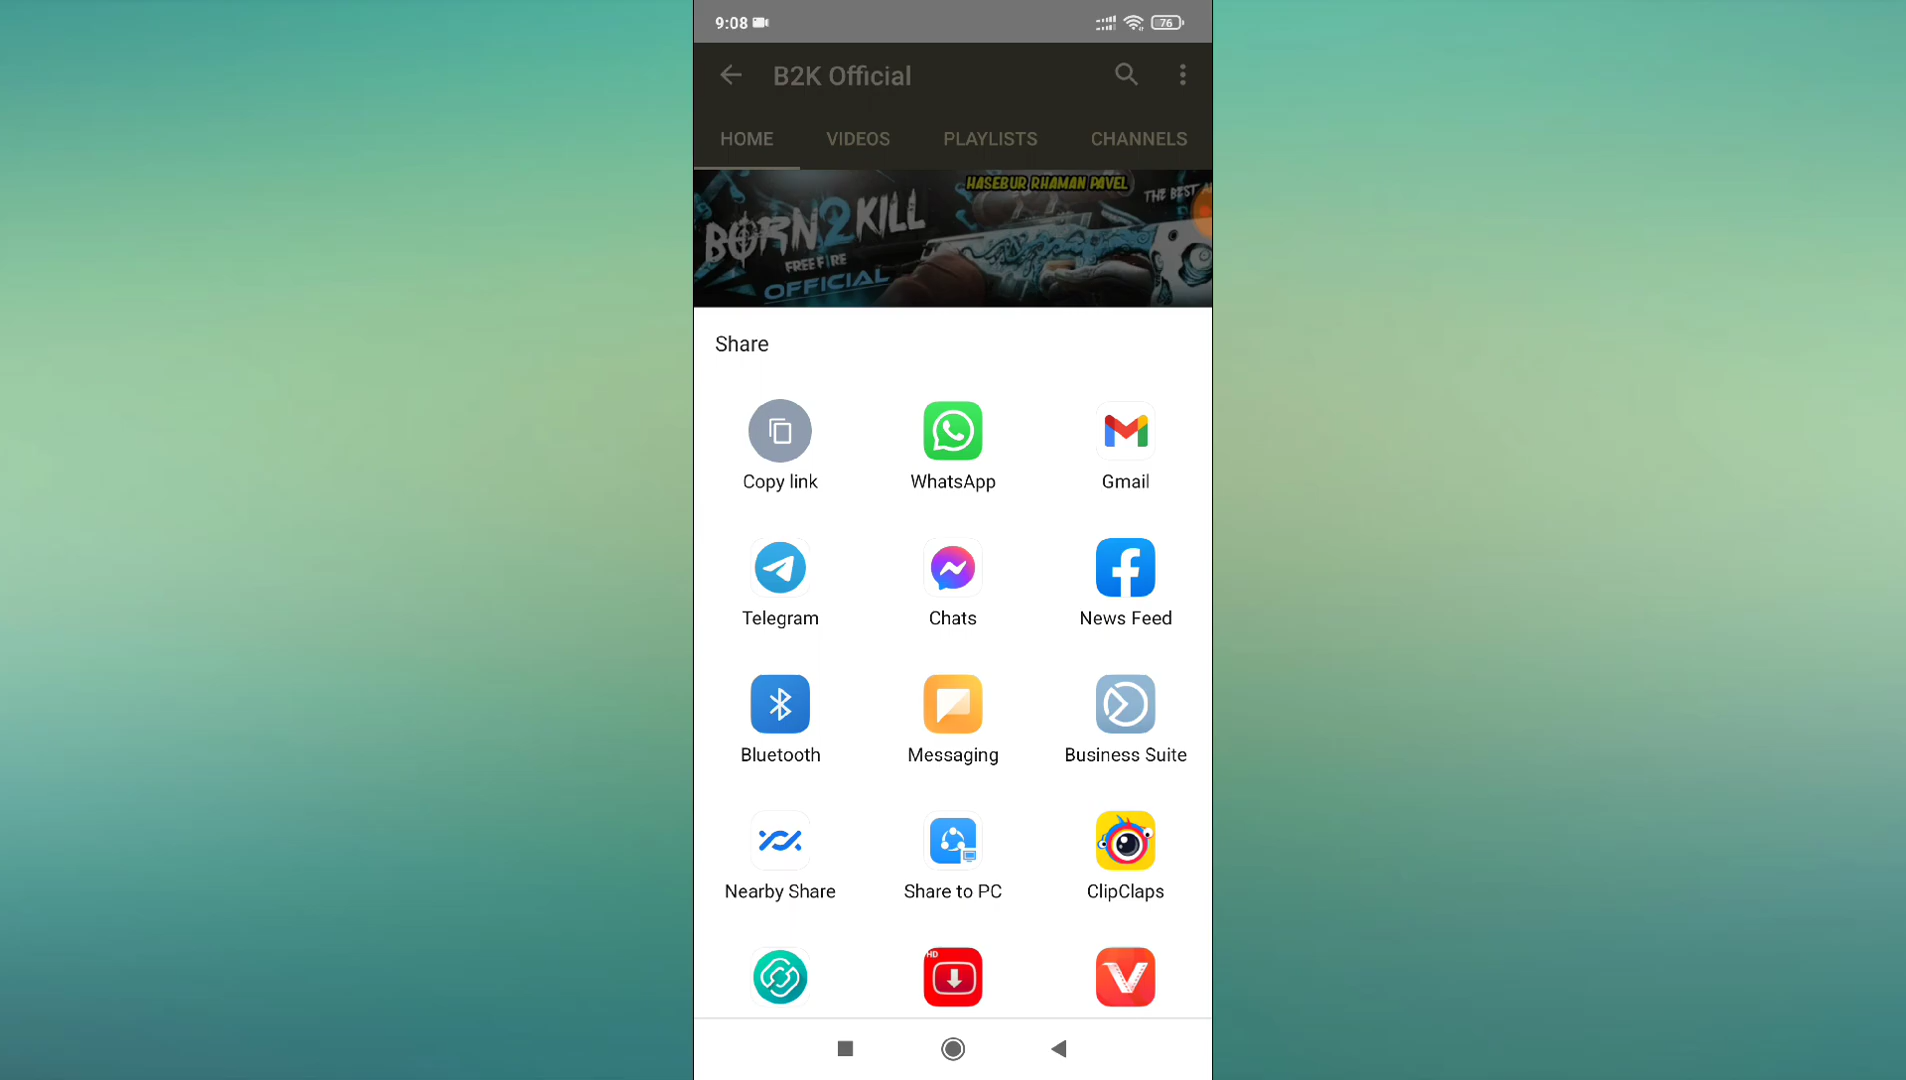 9:08
76
B2K Official
HOME VIDEOS PLAYLISTS CHANNELS
HASEBUR RHAMAN PAVEL
THE BEST
BORN2KILL
FREE FIRE
OFFICIAL
Share
Copy link WhatsApp Gmail
Telegram Chats News Feed
Bluetooth Messaging Business Suite
Nearby Share Share to PC ClipClaps
HD